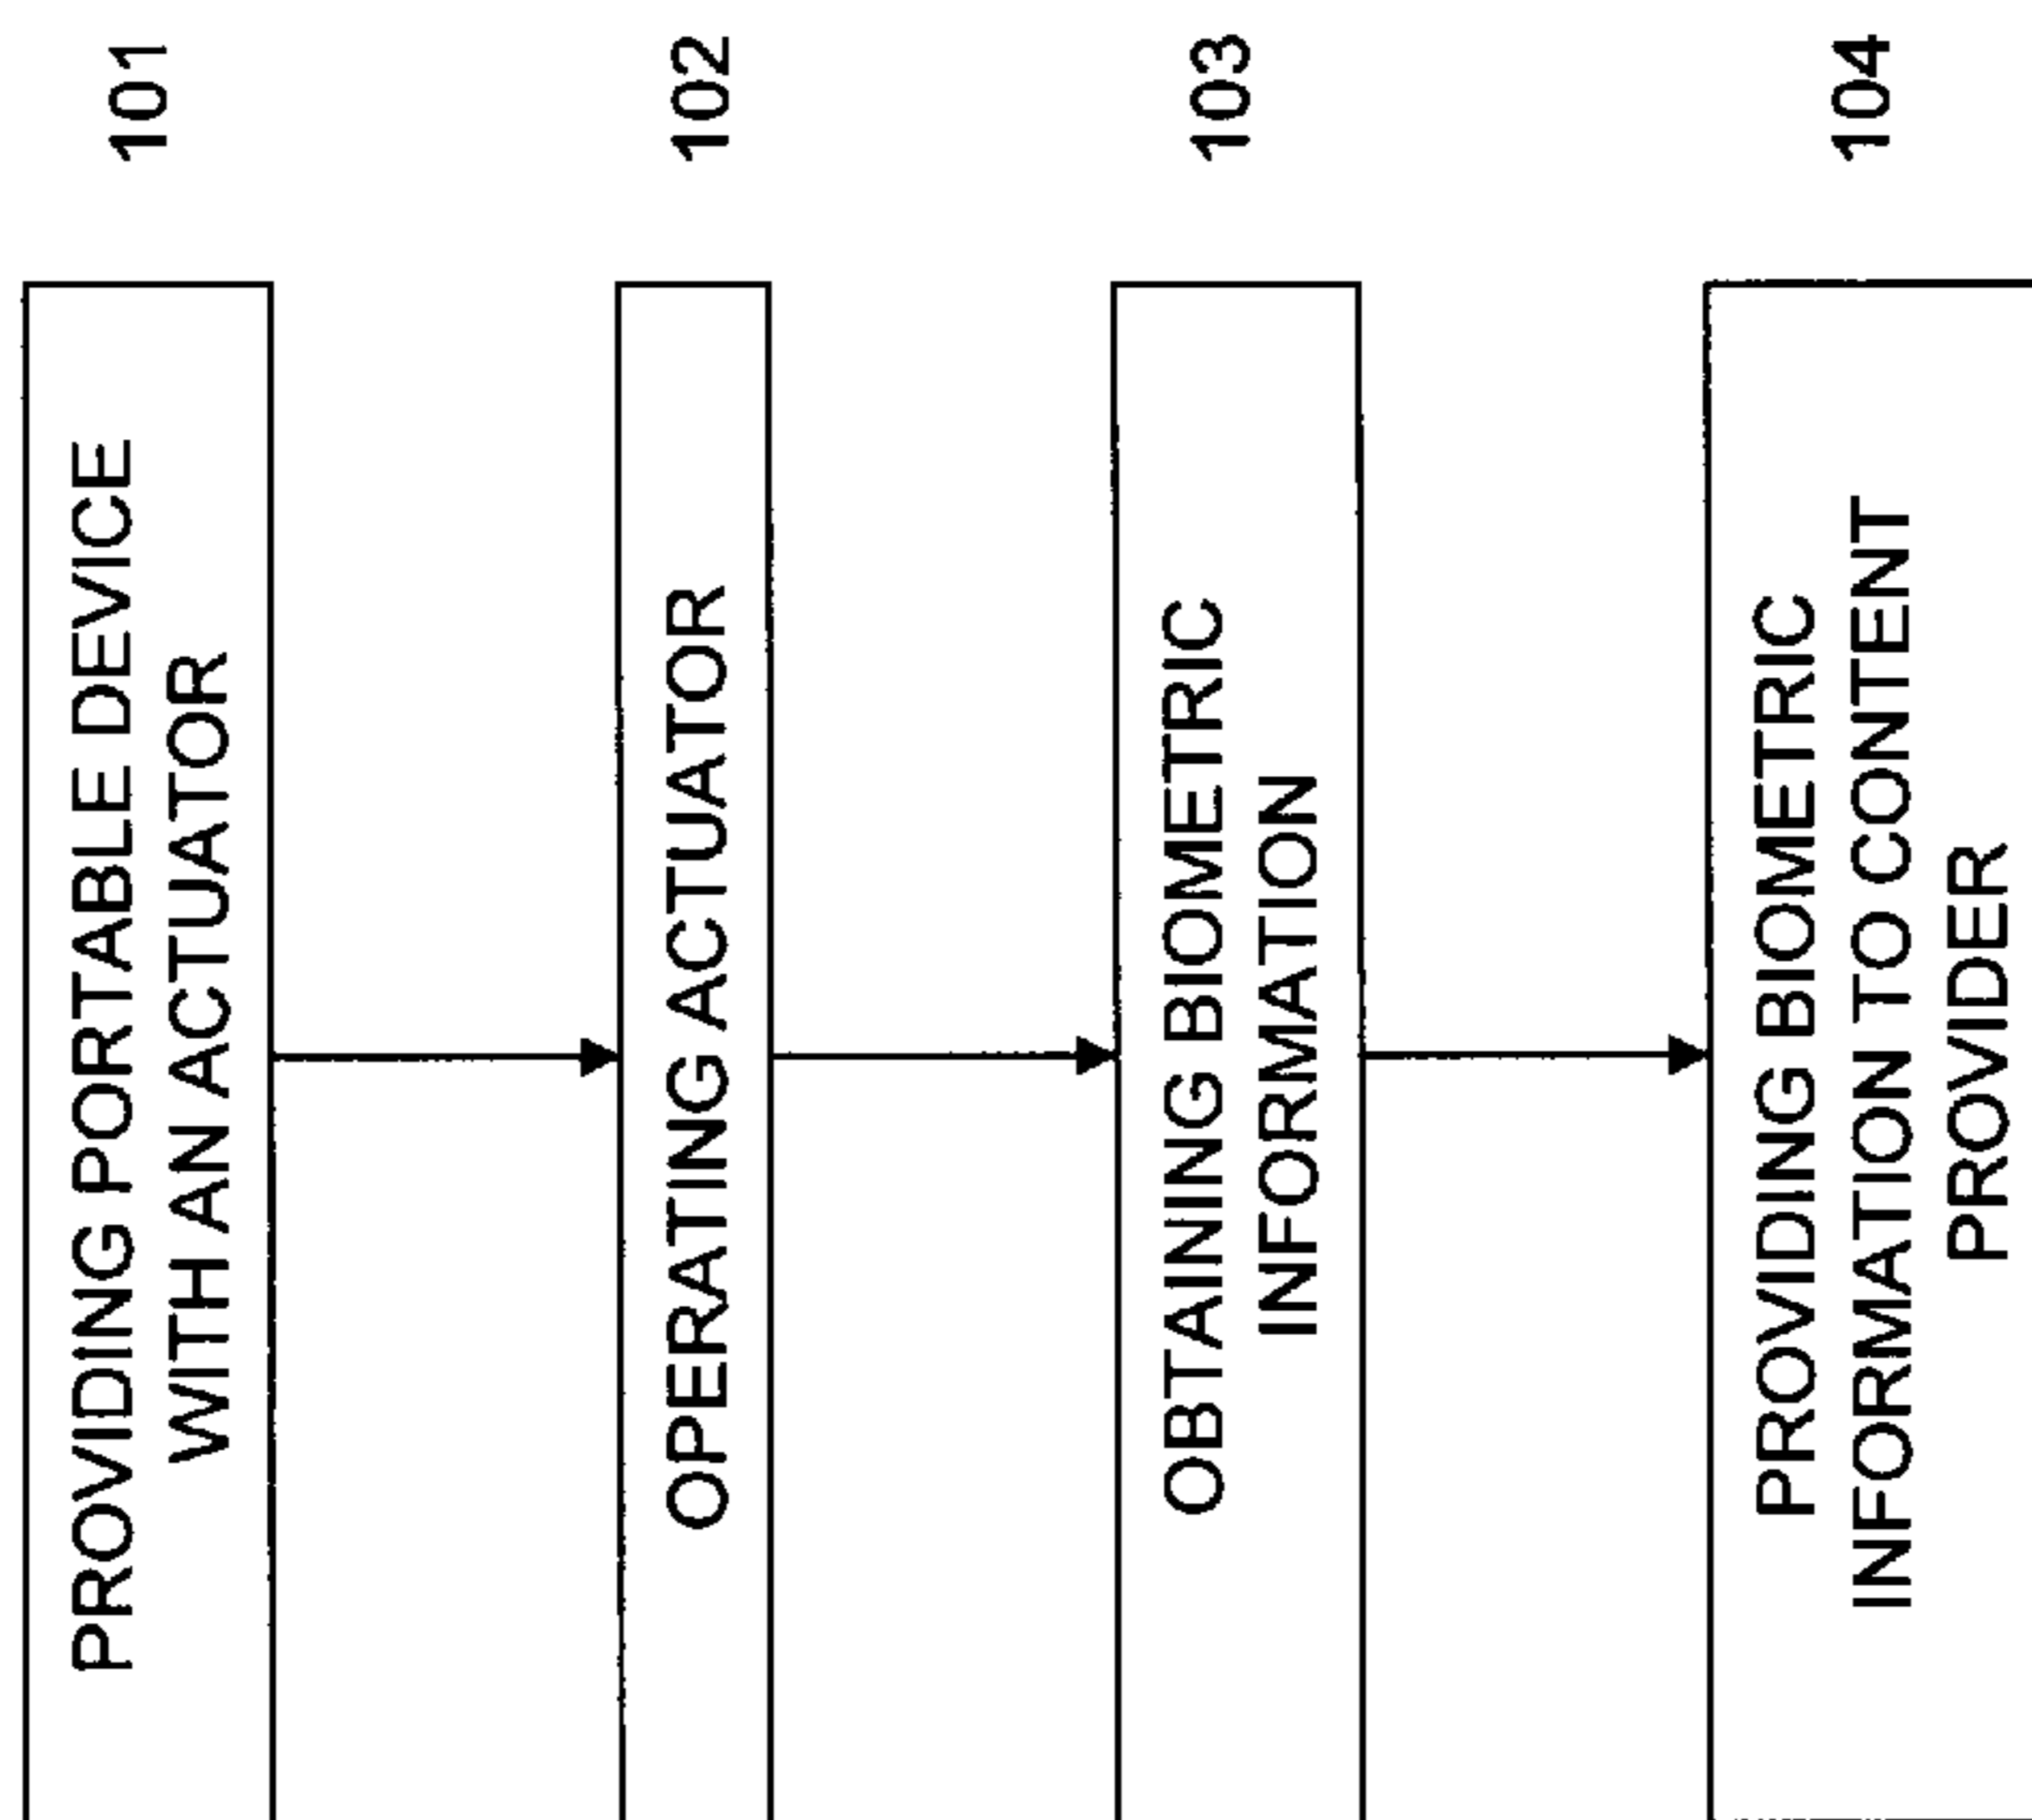 PROVIDING PORTABLE DEVICE
WITH AN ACTUATOR
101
OPERATING ACTUATOR
102
OBTAINING BIOMETRIC
INFORMATION
103
PROVIDING BIOMETRIC
INFORMATION TO CONTENT
PROVIDER
104